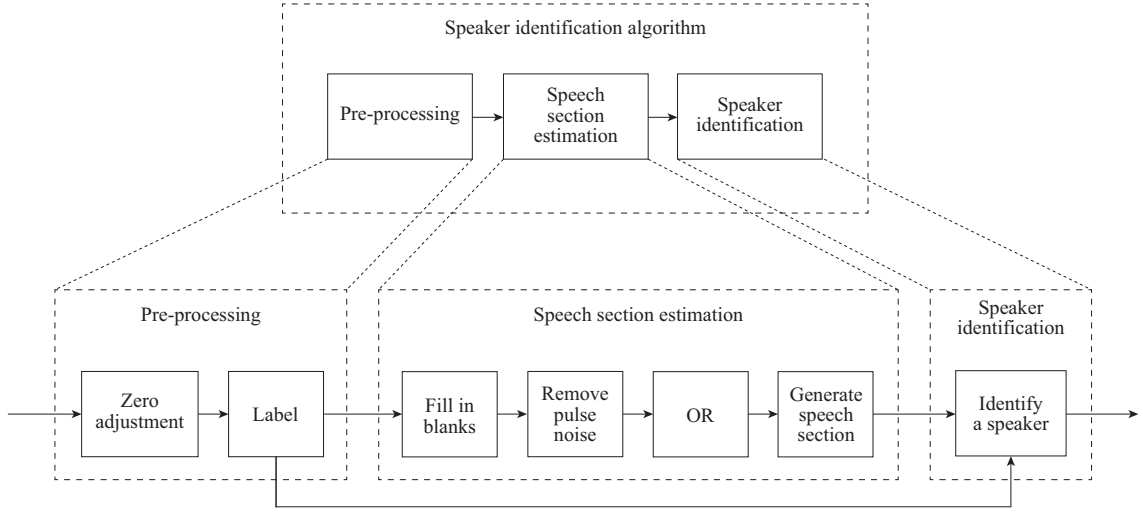 Speaker identification algorithm
Pre-processing
Speech
section
estimation
Speaker
identification
Pre-processing
Speech section estimation
Speaker
identification
Zero
adjustment
Label
Fill in
blanks
Remove
pulse
noise
OR
Generate
speech
section
Identify
a speaker